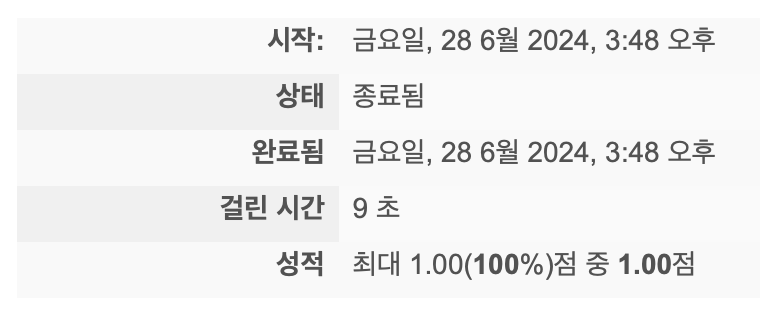 시작: 금요일, 28 6월 2024, 3:48 오후
상태 종료됨
완료됨 금요일, 28 6월 2024, 3:48 오후
걸린 시간 9 초
성적 최대 1.00(100%)점 중 1.00점